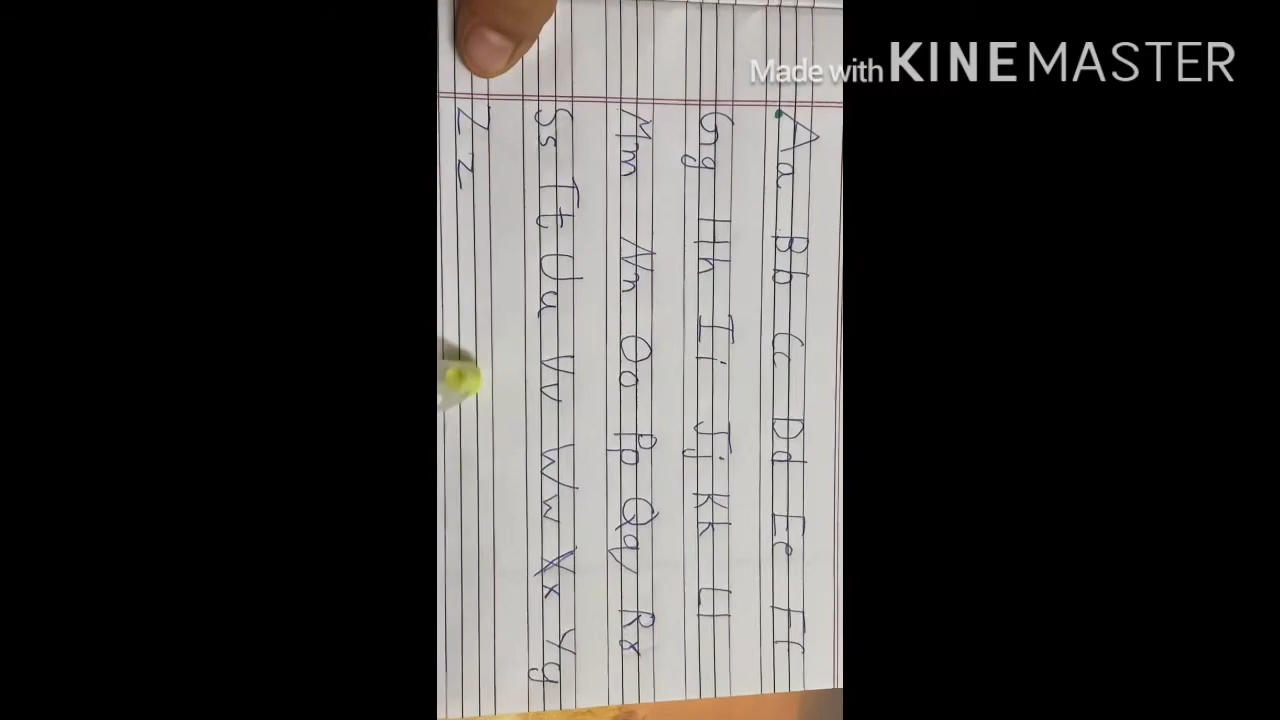 Made with KINEMASTER
Aa Bb Cc Dd Ee Ff
Gg Hh Ii Jj Kk Ll
Mm Nn Oo Pp Qq Rr
Ss Tt Uu Vv Ww Xx Yy
Zz